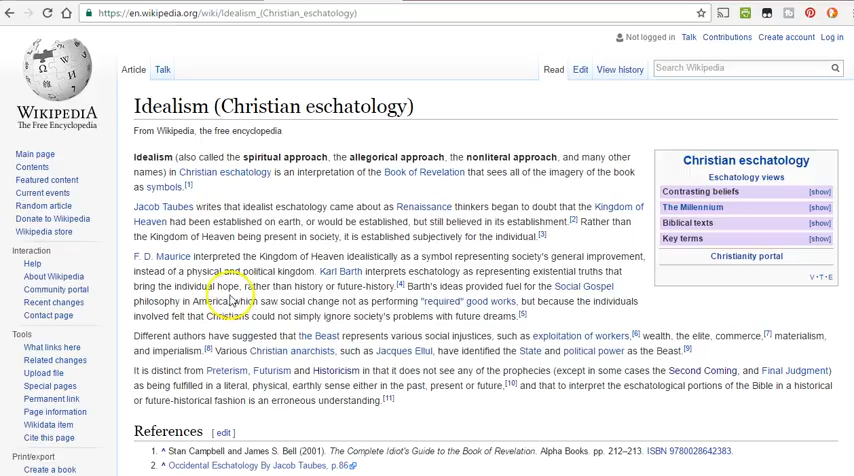 https://en.wikipedia.org/wiki/Idealism_(Christian_eschatology)
Not logged in Talk Contributions Create account Log in
Article Talk Read Edit View history Search Wikipedia
WIKIPEDIA
The Free Encyclopedia
Main page
Contents
Featured content
Current events
Random article
Donate to Wikipedia
Wikipedia store
Interaction
Help
About Wikipedia
Community portal
Recent changes
Contact page
Tools
What links here
Related changes
Upload file
Special pages
Permanent link
Page information
Wikidata item
Cite this page
Print/export
Create a book
Idealism (Christian eschatology)
From Wikipedia, the free encyclopedia
Idealism (also called the spiritual approach, the allegorical approach, the nonliteral approach, and many other
names) in Christian eschatology is an interpretation of the Book of Revelation that sees all of the imagery of the book
as symbols.[1]
Jacob Taubes writes that idealist eschatology came about as Renaissance thinkers began to doubt that the Kingdom of
Heaven had been established on earth, or would be established, but still believed in its establishment.[2] Rather than
the Kingdom of Heaven being present in society, it is established subjectively for the individual.[3]
F. D. Maurice interpreted the Kingdom of Heaven idealistically as a symbol representing society's general improvement,
instead of a physical and political kingdom. Karl Barth interprets eschatology as representing existential truths that
bring the individual hope, rather than history or future-history.[4] Barth's ideas provided fuel for the Social Gospel
philosophy in America, which saw social change not as performing "required" good works, but because the individuals
involved felt that Christians could not simply ignore society's problems with future dreams.[5]
Different authors have suggested that the Beast represents various social injustices, such as exploitation of workers,[6] wealth, the elite, commerce,[7] materialism,
and imperialism.[8] Various Christian anarchists, such as Jacques Ellul, have identified the State and political power as the Beast.[9]
It is distinct from Preterism, Futurism and Historicism in that it does not see any of the prophecies (except in some cases the Second Coming, and Final Judgment)
as being fulfilled in a literal, physical, earthly sense either in the past, present or future,[10] and that to interpret the eschatological portions of the Bible in a historical
or future-historical fashion is an erroneous understanding.[11]
References [ edit ]
1. ^ Stan Campbell and James S. Bell (2001). The Complete Idiot's Guide to the Book of Revelation. Alpha Books. pp. 212–213. ISBN 9780028642383.
2. ^ Occidental Eschatology By Jacob Taubes, p.86
Christian eschatology
Eschatology views
Contrasting beliefs [show]
The Millennium [show]
Biblical texts [show]
Key terms [show]
Christianity portal
V • T • E